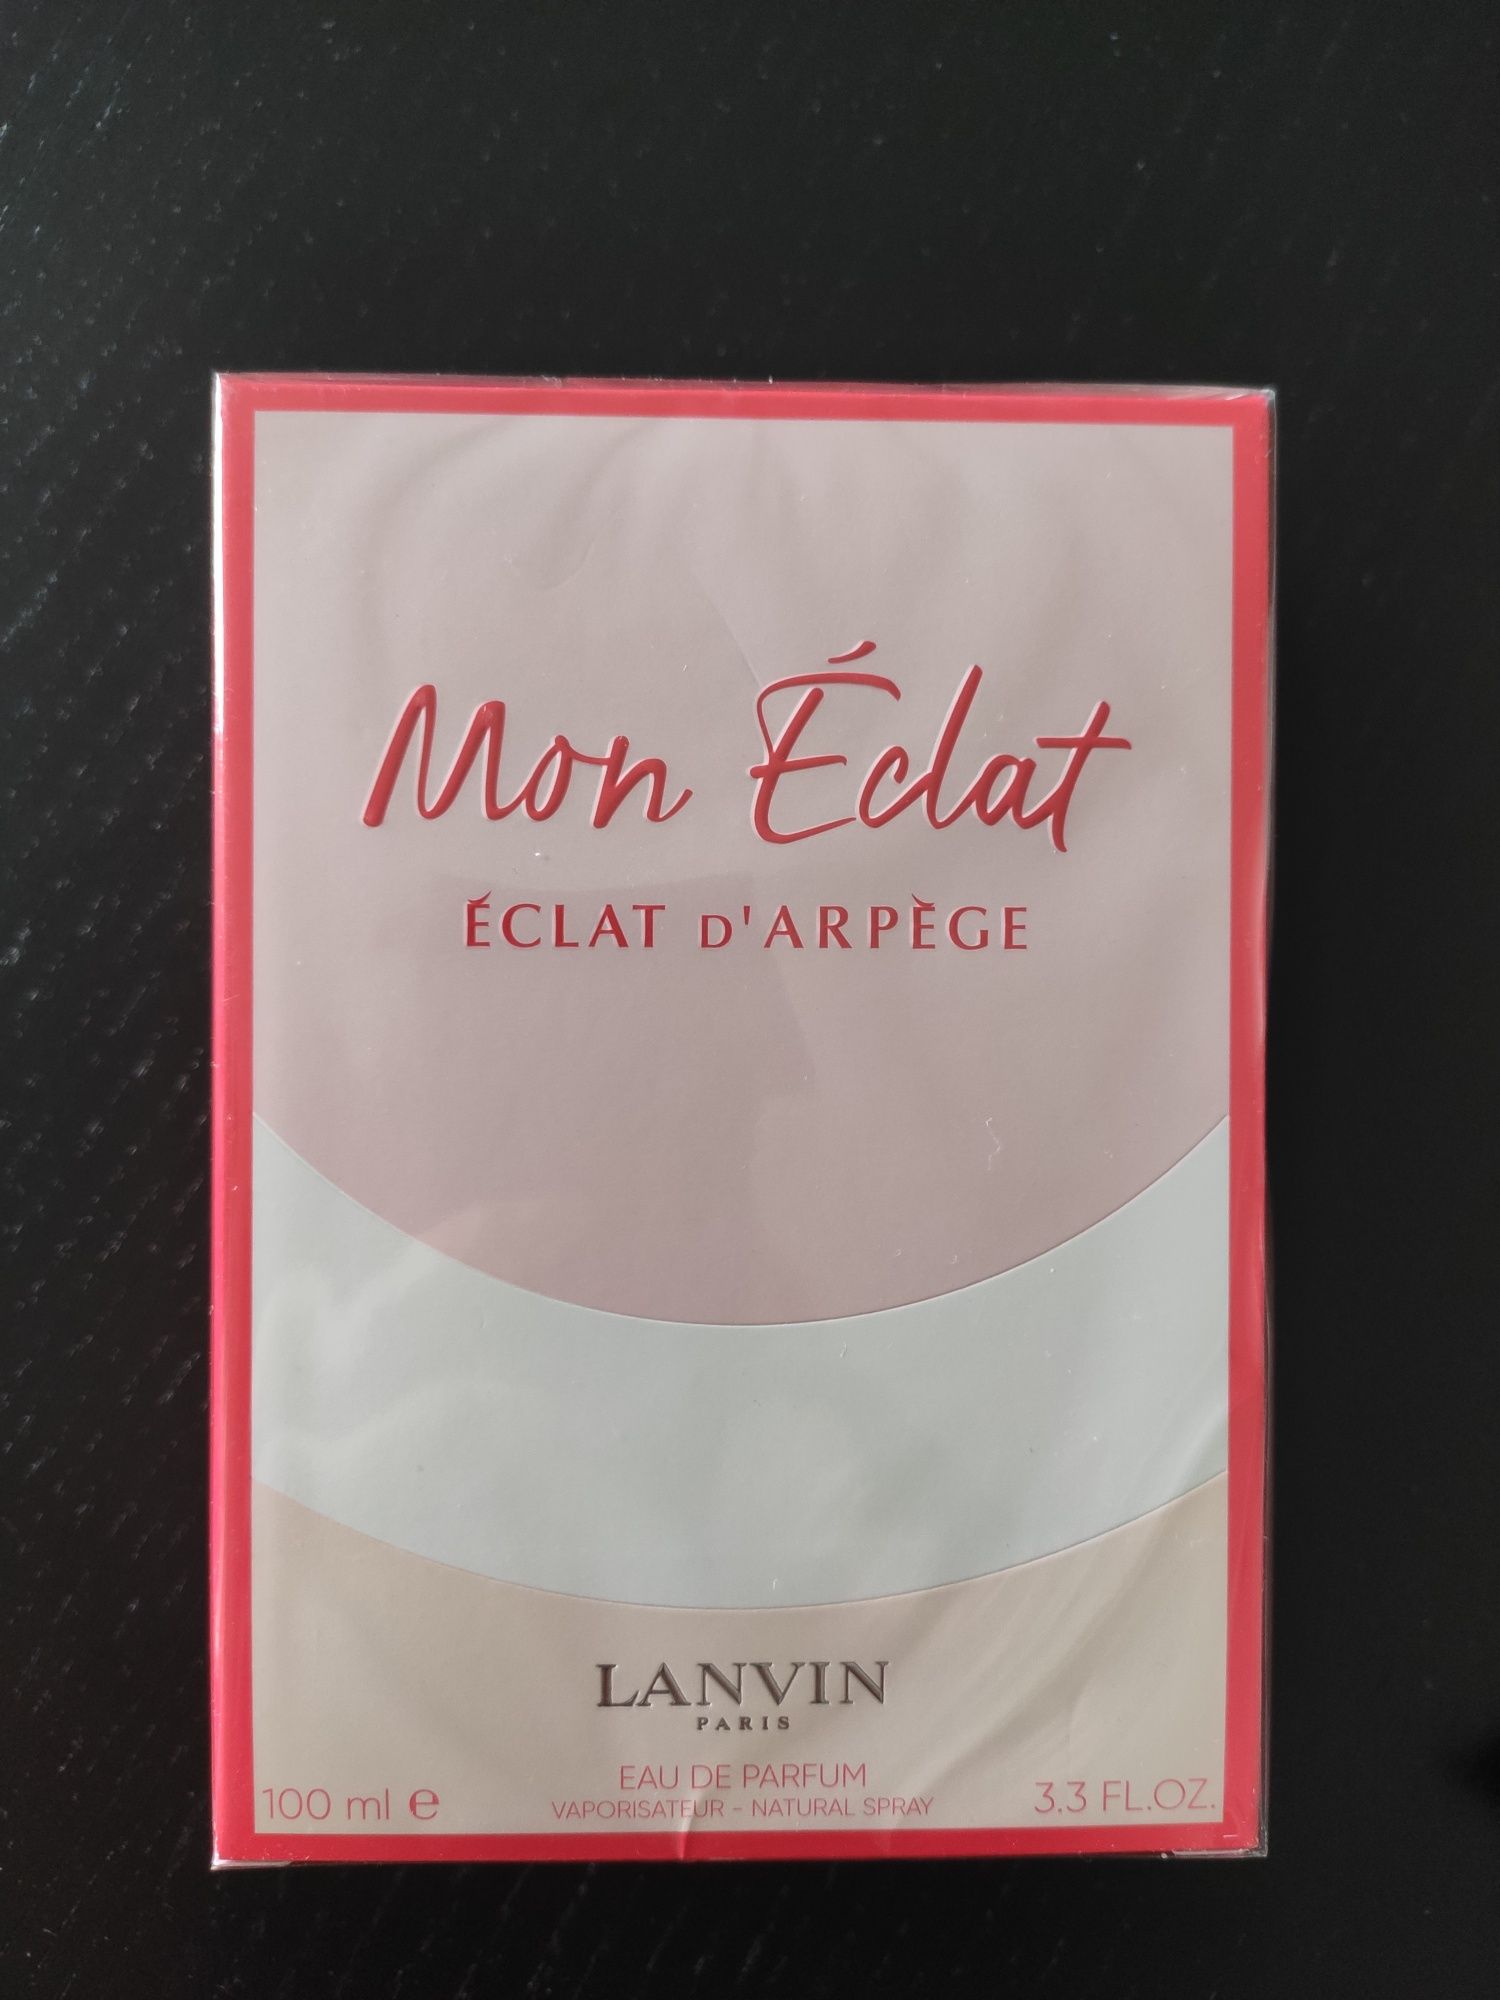 Mon Éclat
ÉCLAT D'ARPÈGE
LANVIN
PARIS
EAU DE PARFUM
100 ml ℮ VAPORISATEUR - NATURAL SPRAY 3.3 FL.OZ.